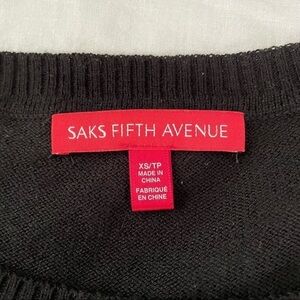 SAKS FIFTH AVENUE
XS/TP
MADE IN
CHINA
FABRIQUÉ
EN CHINE